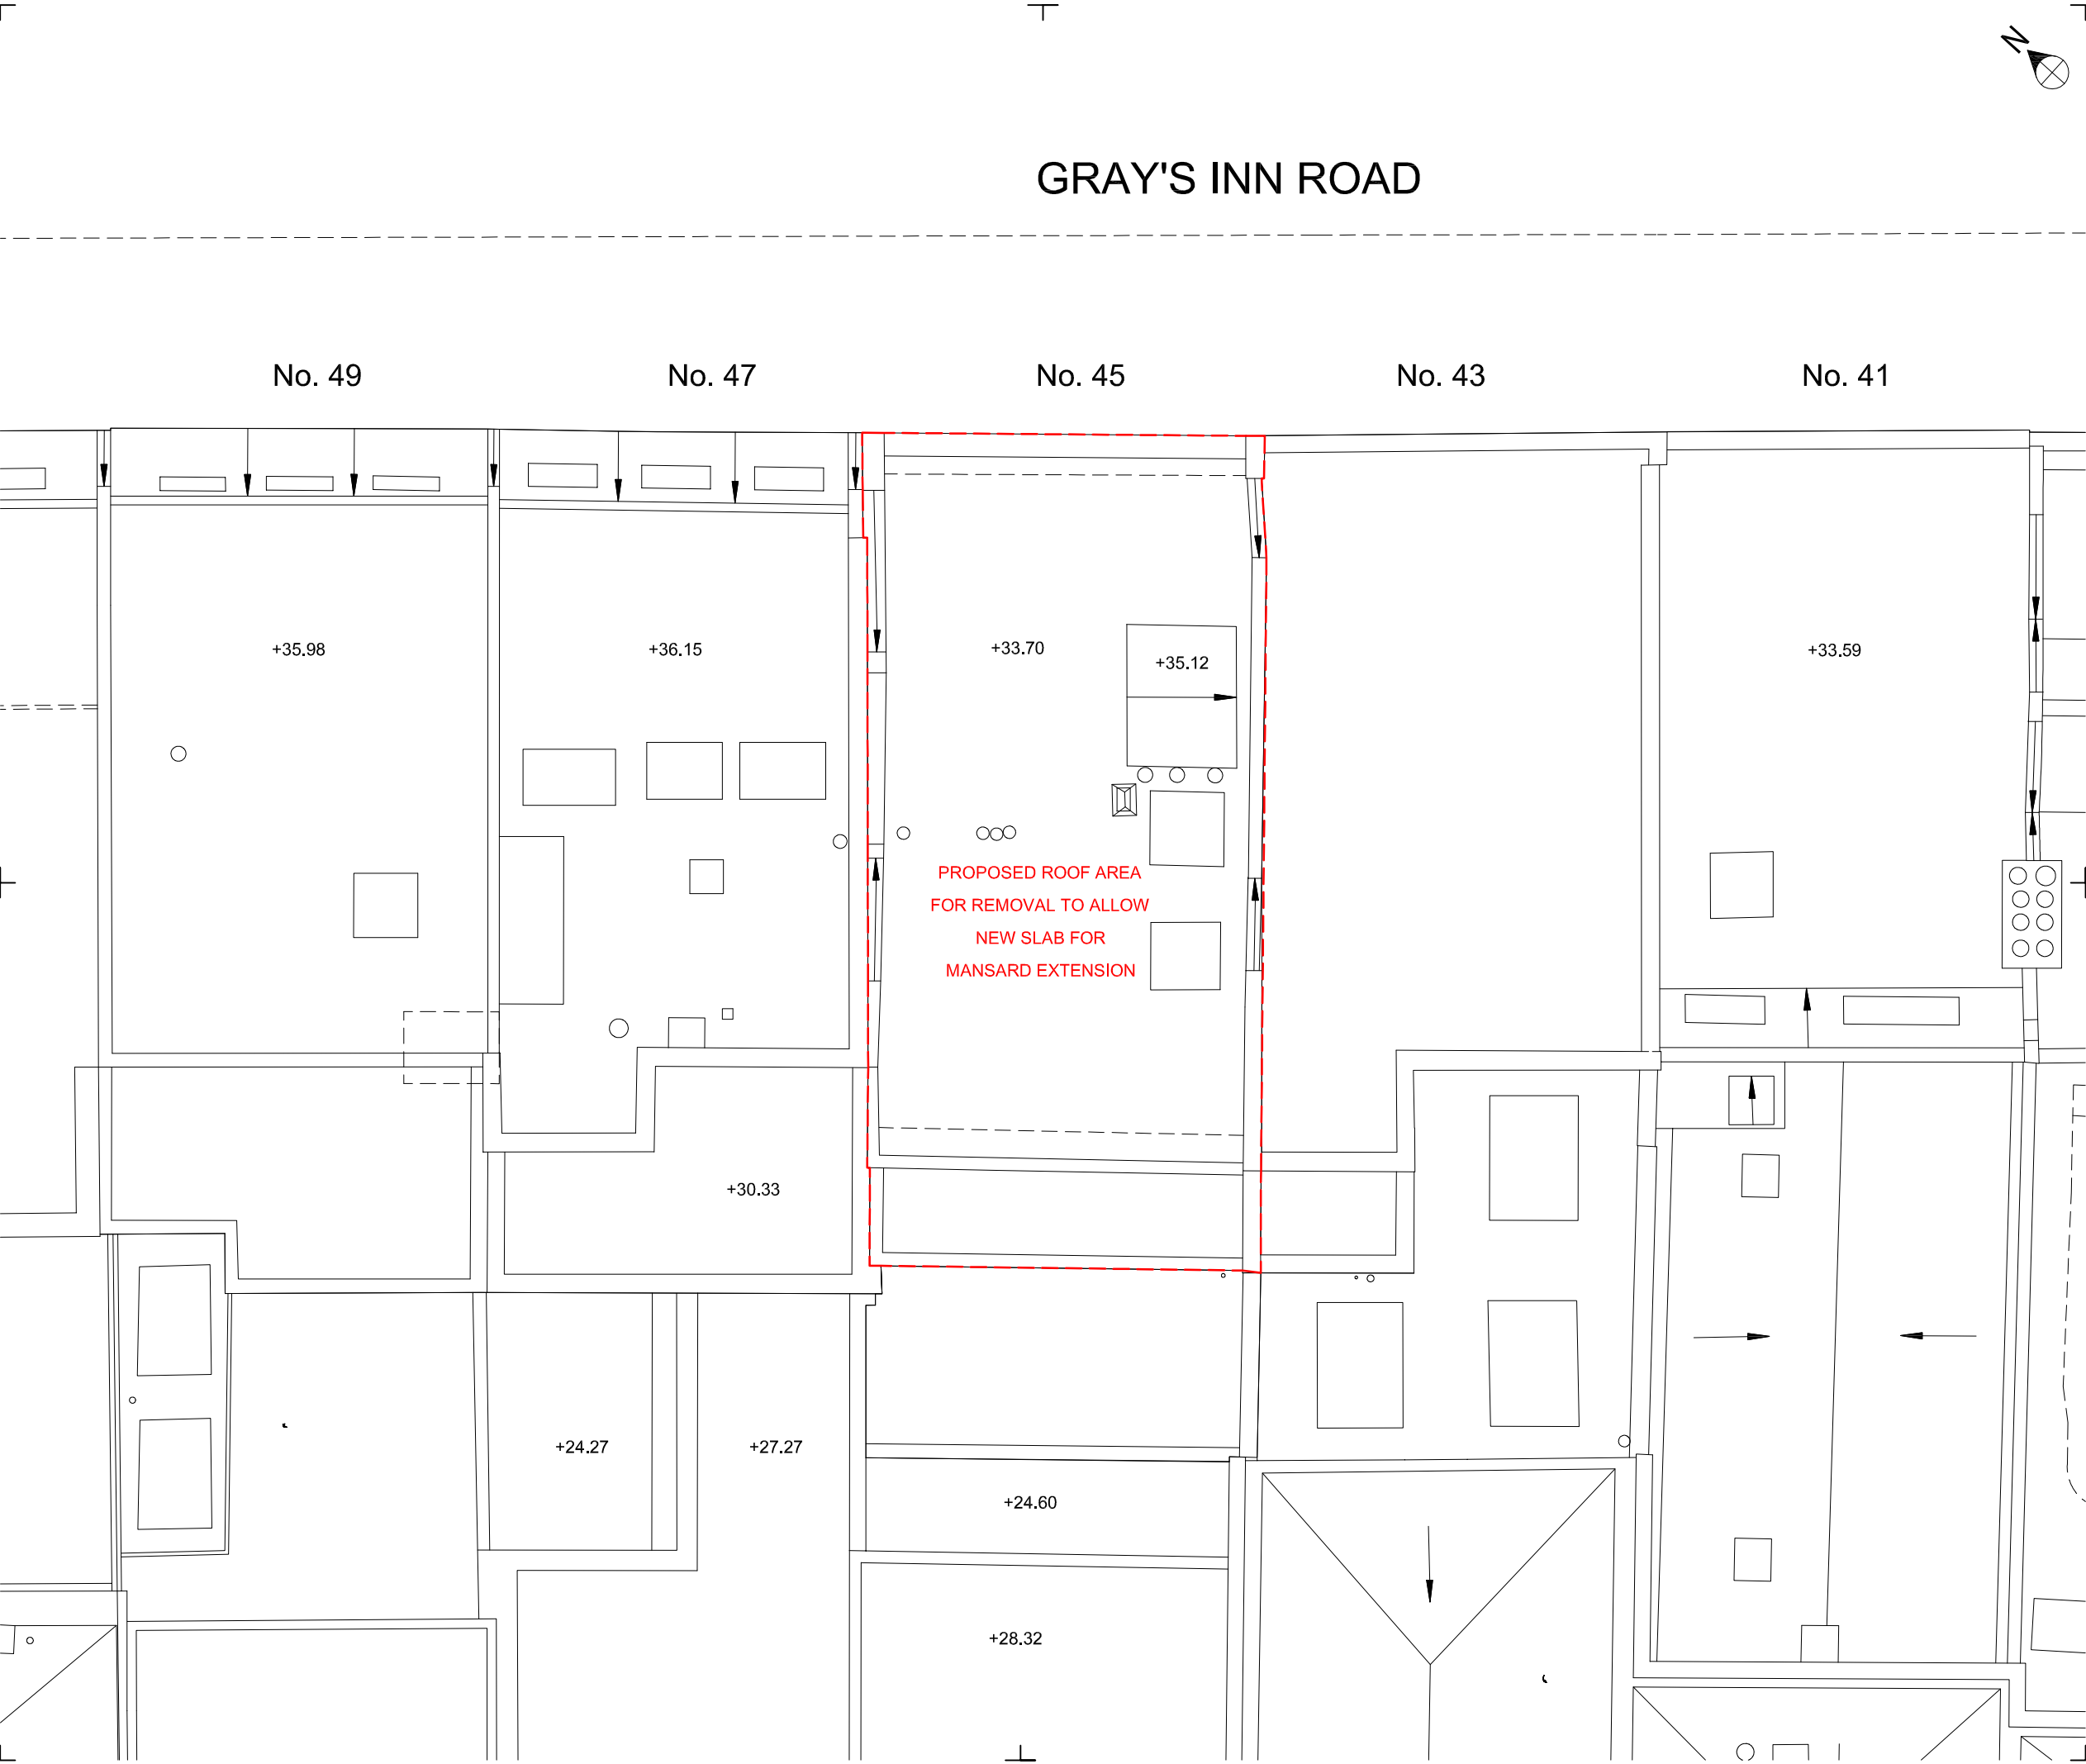 N
GRAY'S INN ROAD
No. 49
No. 47
No. 45
No. 43
No. 41
+35.98
+36.15
+33.70
+35.12
+33.59
PROPOSED ROOF AREA
FOR REMOVAL TO ALLOW
NEW SLAB FOR
MANSARD EXTENSION
+30.33
+24.27
+27.27
+24.60
+28.32